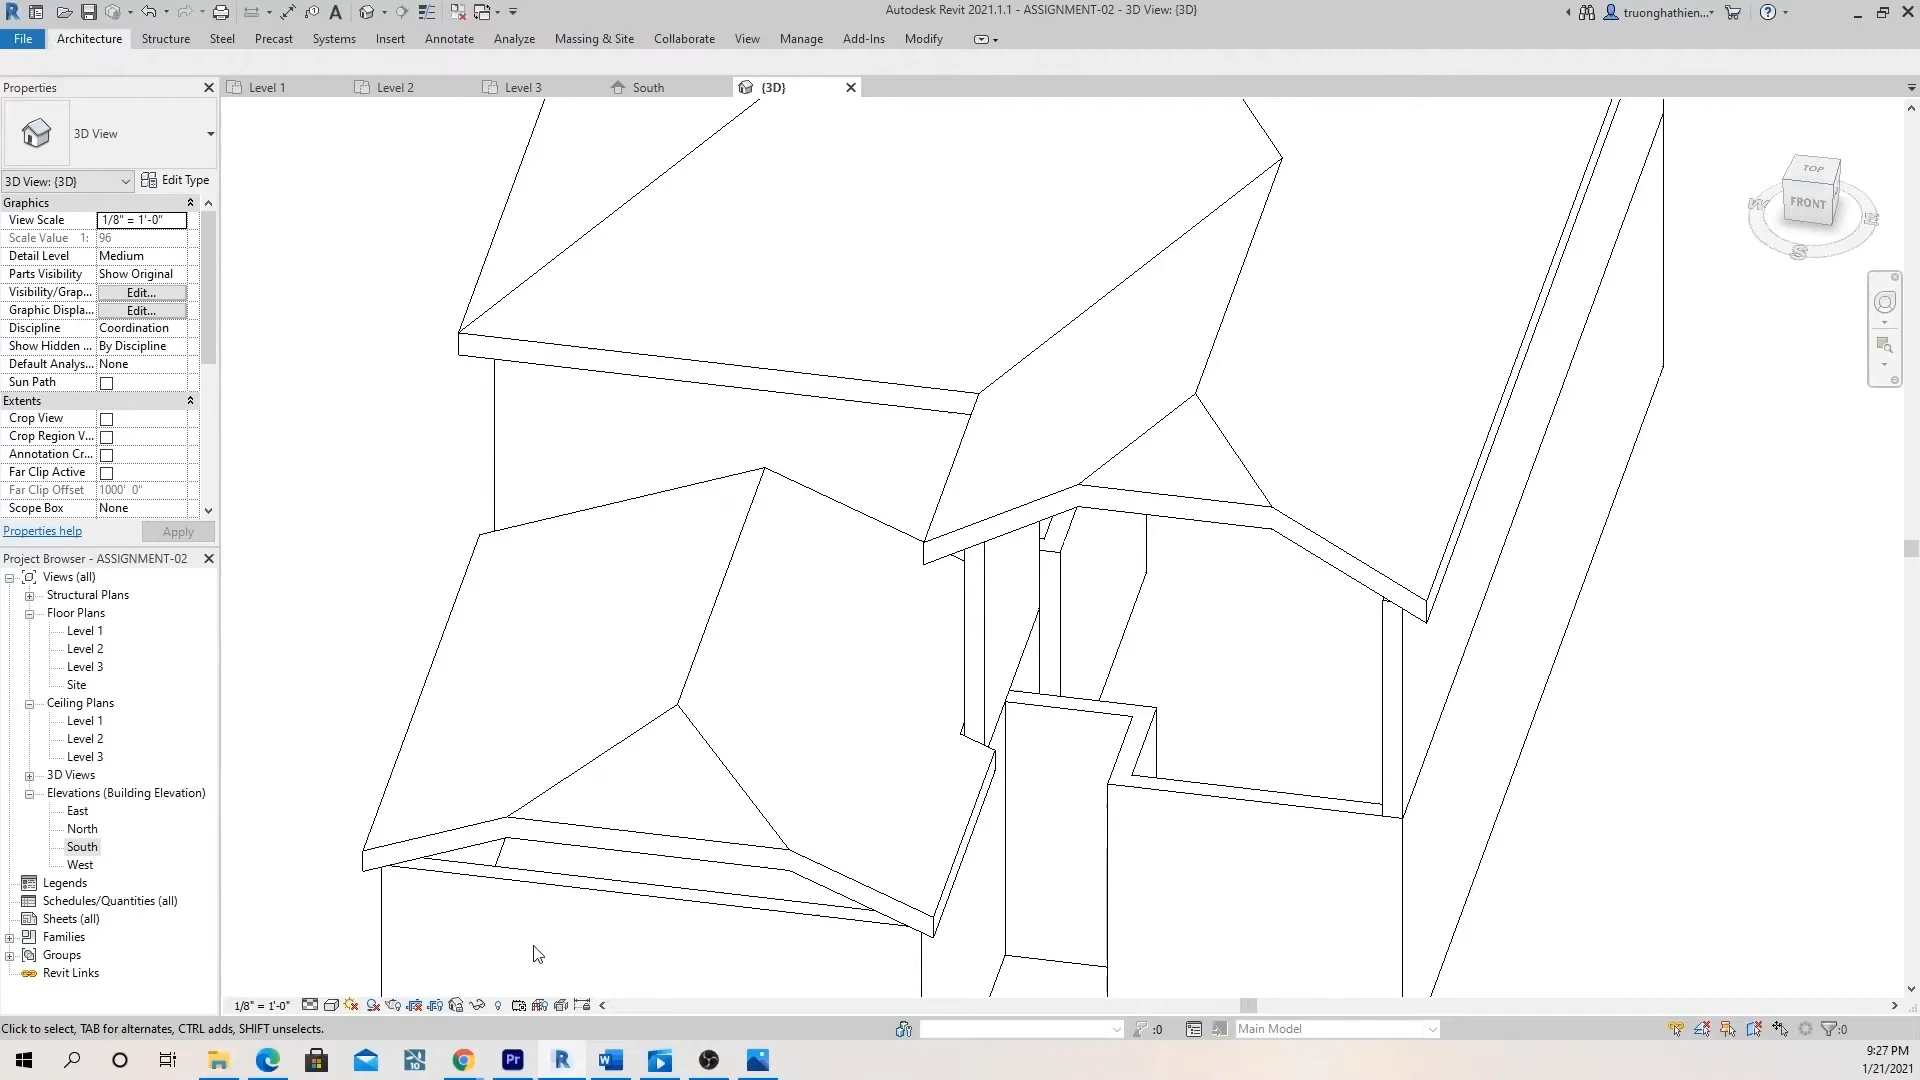 Autodesk Revit 2021.1.1 - ASSIGNMENT-02 - 3D View: {3D}
truonghathien...
File Architecture Structure Steel Precast Systems Insert Annotate Analyze Massing & Site Collaborate View Manage Add-Ins Modify
Properties
Level 1 Level 2 Level 3 South {3D}
3D View
3D View: {3D} Edit Type
Graphics
View Scale 1/8" = 1'-0"
Scale Value 1: 96
Detail Level Medium
Parts Visibility Show Original
Visibility/Grap... Edit...
Graphic Displa... Edit...
Discipline Coordination
Show Hidden ... By Discipline
Default Analys... None
Sun Path
Extents
Crop View
Crop Region V...
Annotation Cr...
Far Clip Active
Far Clip Offset 1000' 0"
Scope Box None
Properties help Apply
Project Browser - ASSIGNMENT-02
Views (all)
Structural Plans
Floor Plans
Level 1
Level 2
Level 3
Site
Ceiling Plans
Level 1
Level 2
Level 3
3D Views
Elevations (Building Elevation)
East
North
South
West
Legends
Schedules/Quantities (all)
Sheets (all)
Families
Groups
Revit Links
TOP
FRONT
W E
S
1/8" = 1'-0"
Click to select, TAB for alternates, CTRL adds, SHIFT unselects.
:0
Main Model
:0
9:27 PM
1/21/2021